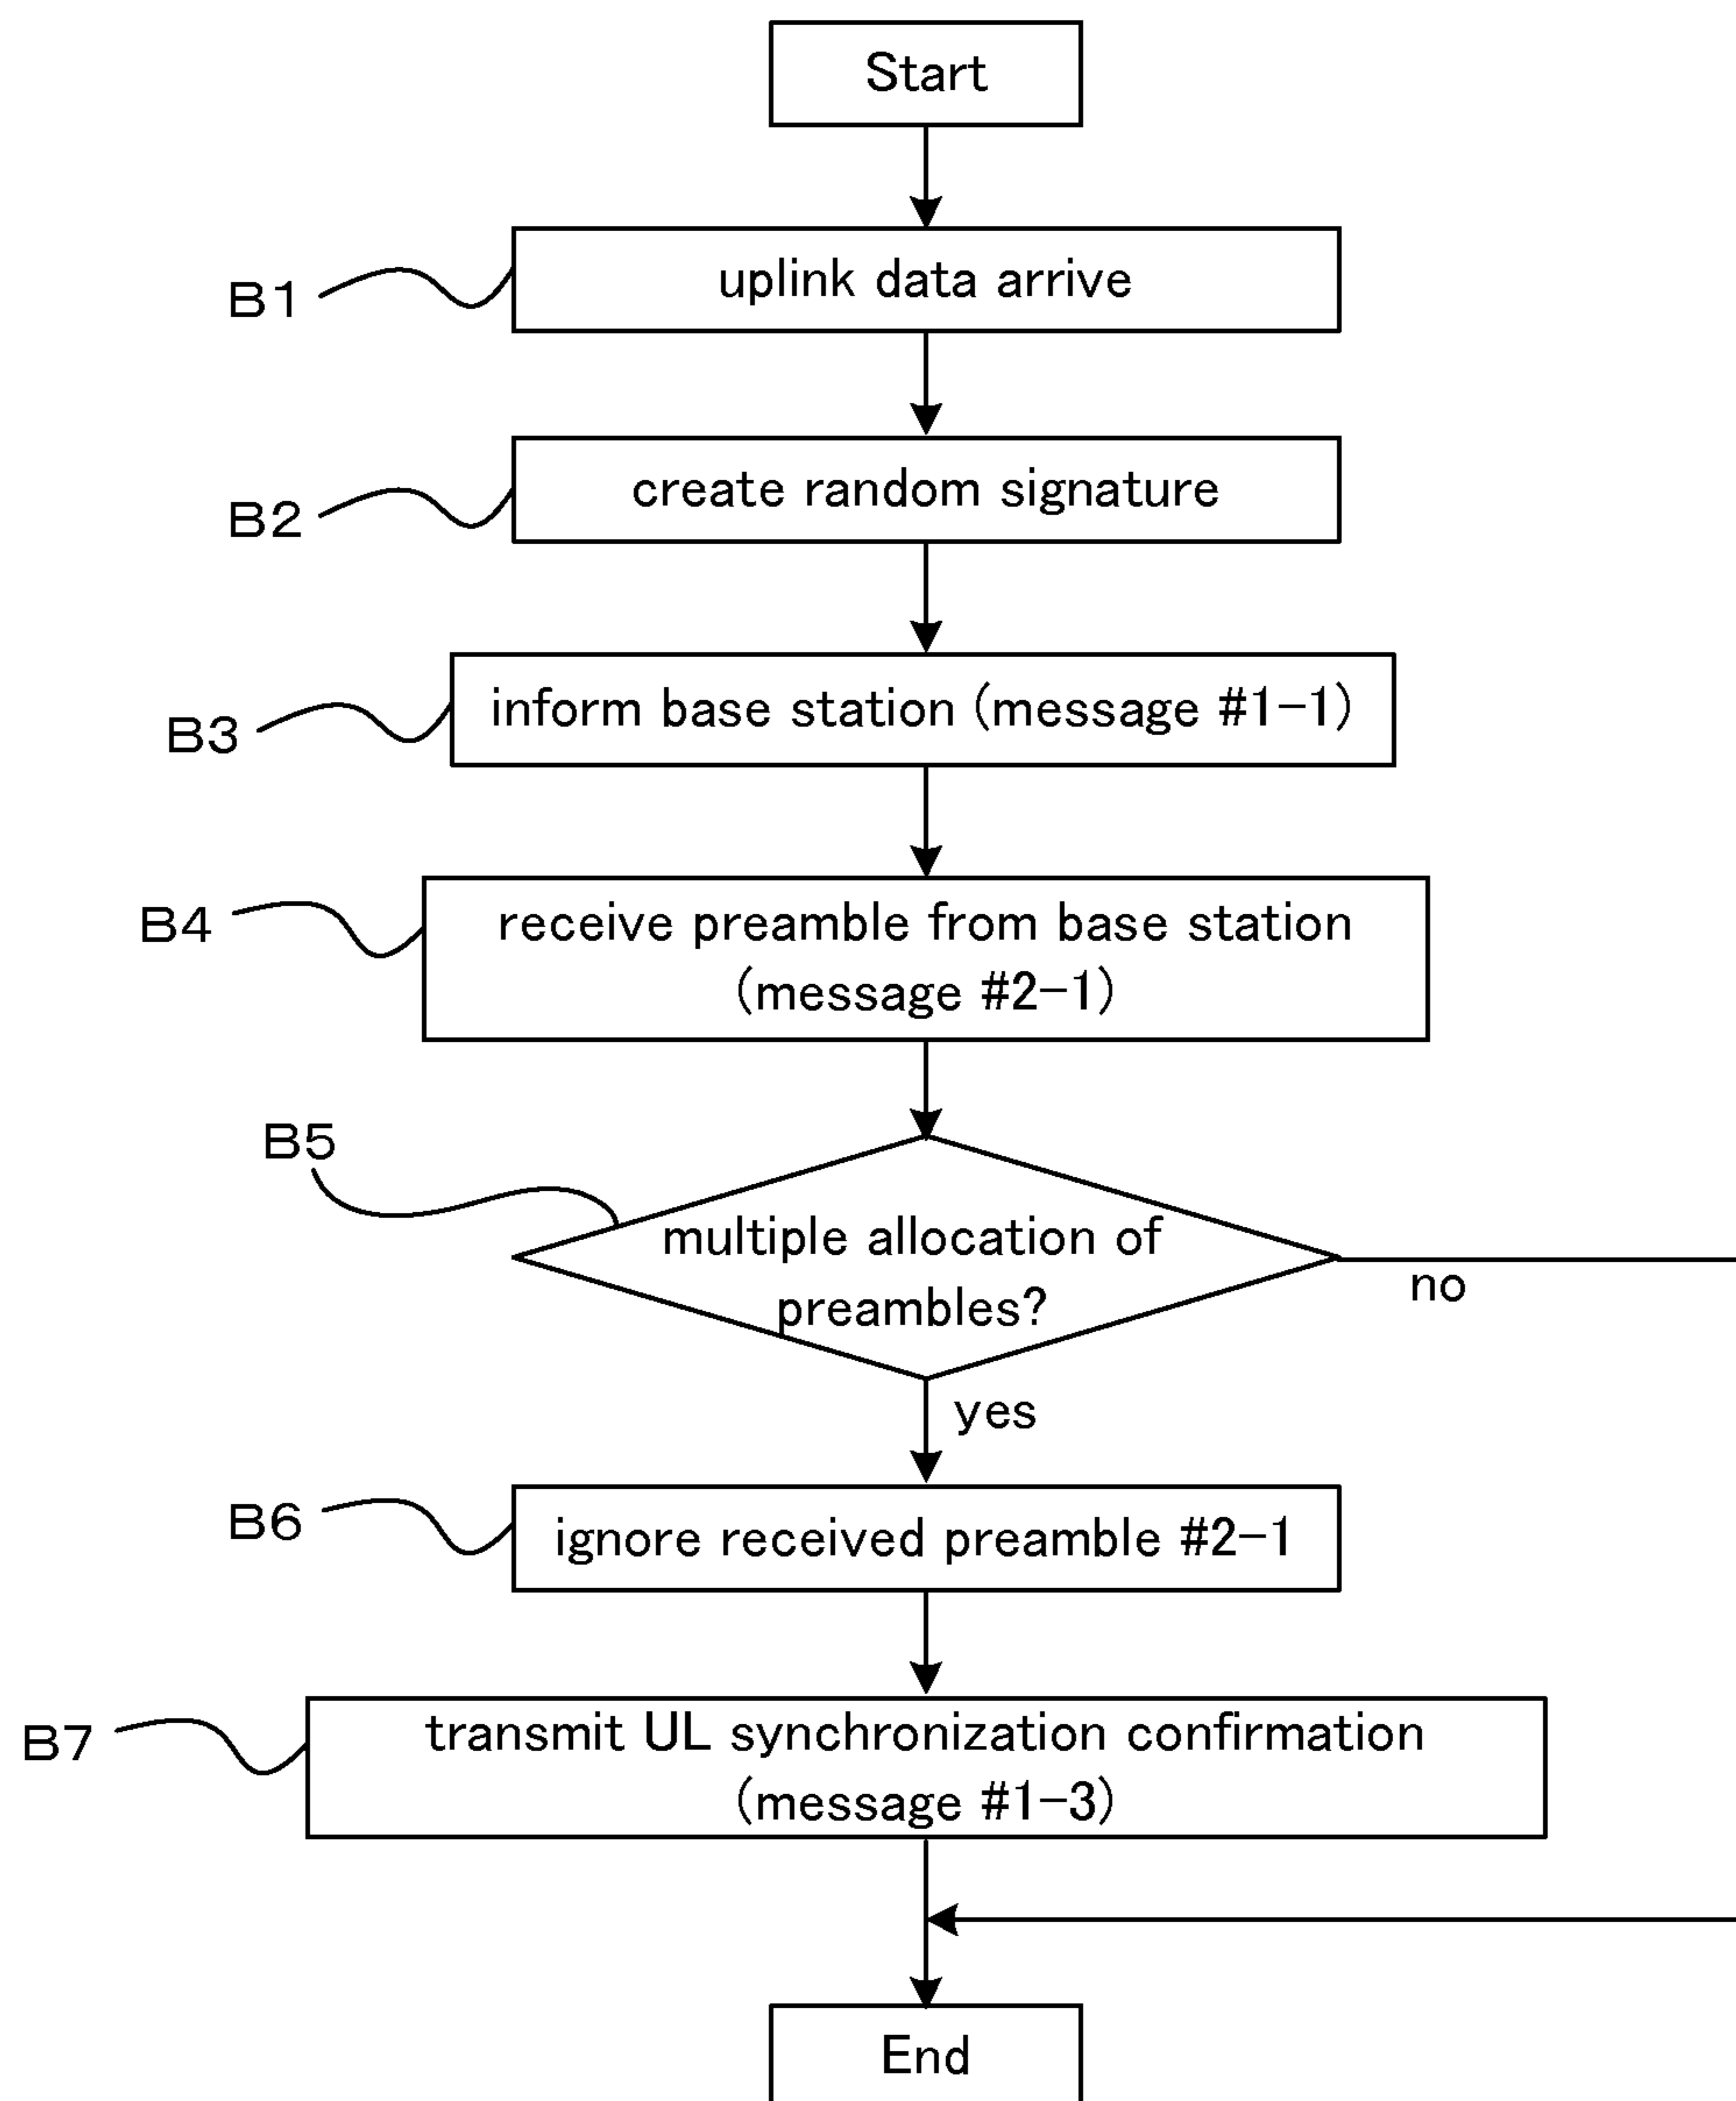 Start
B1
uplink data arrive
B2
create random signature
B3
inform base station (message #1-1)
B4
receive preamble from base station
(message #2-1)
B5
multiple allocation of
preambles?
no
yes
B6
ignore received preamble #2-1
B7
transmit UL synchronization confirmation
(message #1-3)
End